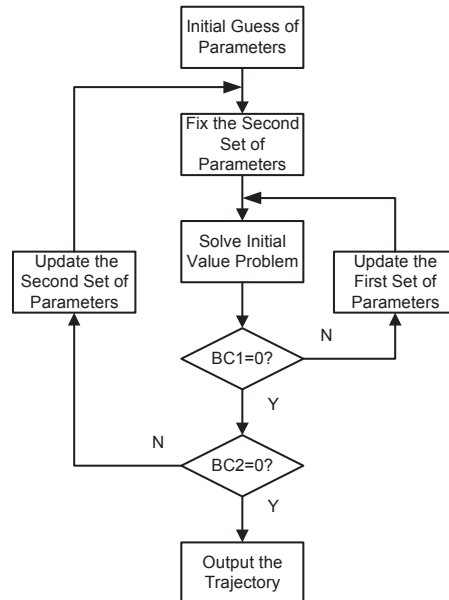 Initial Guess of
Parameters
Fix the Second
Set of
Parameters
Solve Initial
Value Problem
Update the
Second Set of
Parameters
Update the
First Set of
Parameters
BC1=0?
N
Y
BC2=0?
N
Y
Output the
Trajectory